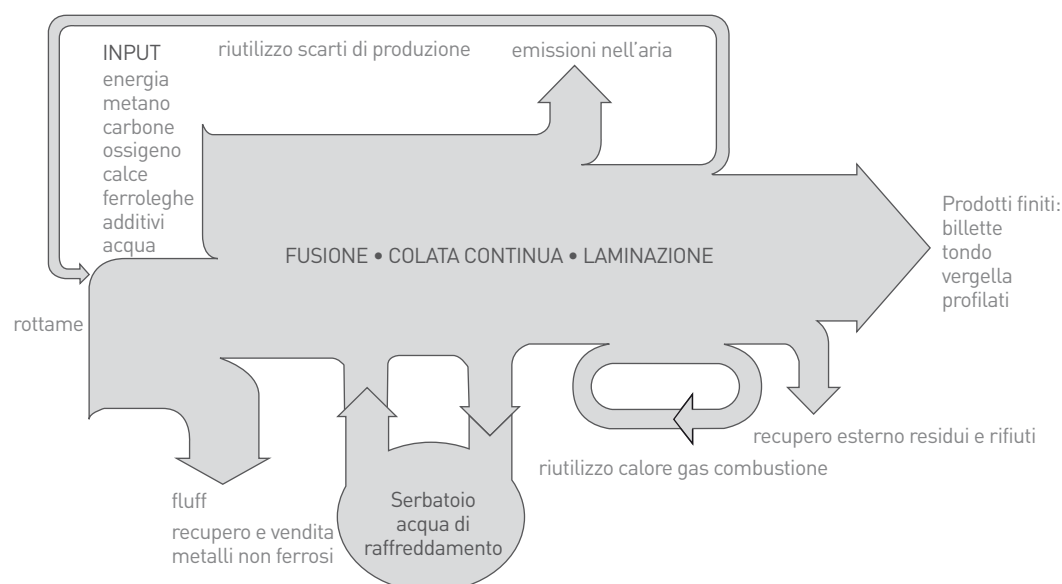 INPUT
energia
metano
carbone
ossigeno
calce
ferroleghe
additivi
acqua
riutilizzo scarti di produzione
emissioni nell'aria
FUSIONE • COLATA CONTINUA • LAMINAZIONE
Prodotti finiti:
billette
tondo
vergella
profilati
rottame
recupero esterno residui e rifiuti
riutilizzo calore gas combustione
fluff
recupero e vendita
metalli non ferrosi
Serbatoio
acqua di
raffreddamento